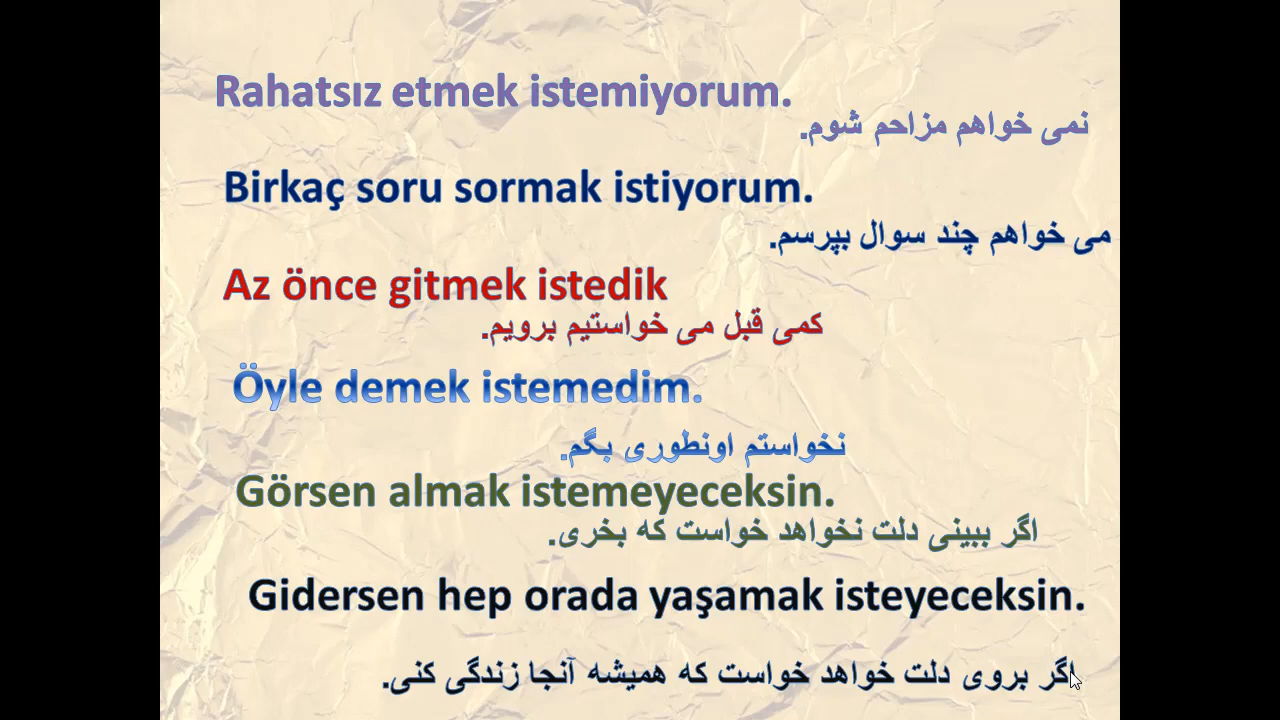 Rahatsız etmek istemiyorum.
نمی خواهم مزاحم شوم.
Birkaç soru sormak istiyorum.
می خواهم چند سوال بپرسم.
Az önce gitmek istedik
کمی قبل می خواستیم برویم.
Öyle demek istemedim.
نخواستم اونطوری بگم.
Görsen almak istemeyeceksin.
اگر ببینی دلت نخواهد خواست که بخری.
Gidersen hep orada yaşamak isteyeceksin.
اگر بروی دلت خواهد خواست که همیشه آنجا زندگی کنی.